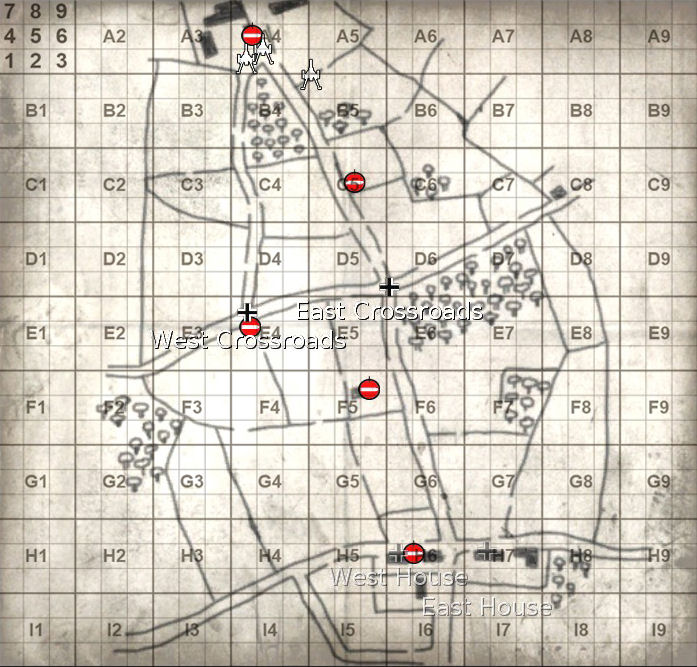 7 8 9
4 5 6 A2 A3 A4 A5 A6 A7 A8 A9
1 2 3
B1 B2 B3 B4 B5 B6 B7 B8 B9
C1 C2 C3 C4 C6 C7 C8 C9
D1 D2 D3 D4 D5 D6 D7 D8 D9
East Crossroads
E1 E2 E3 E4 E5 E6 E7 E8 E9
West Crossroads
F1 F2 F3 F4 F5 F6 F7 F8 F9
G1 G2 G3 G4 G5 G6 G7 G8 G9
H1 H2 H3 H4 H5 H6 H7 H8 H9
West House
East House
I1 I2 I3 I4 I5 I6 I7 I8 I9